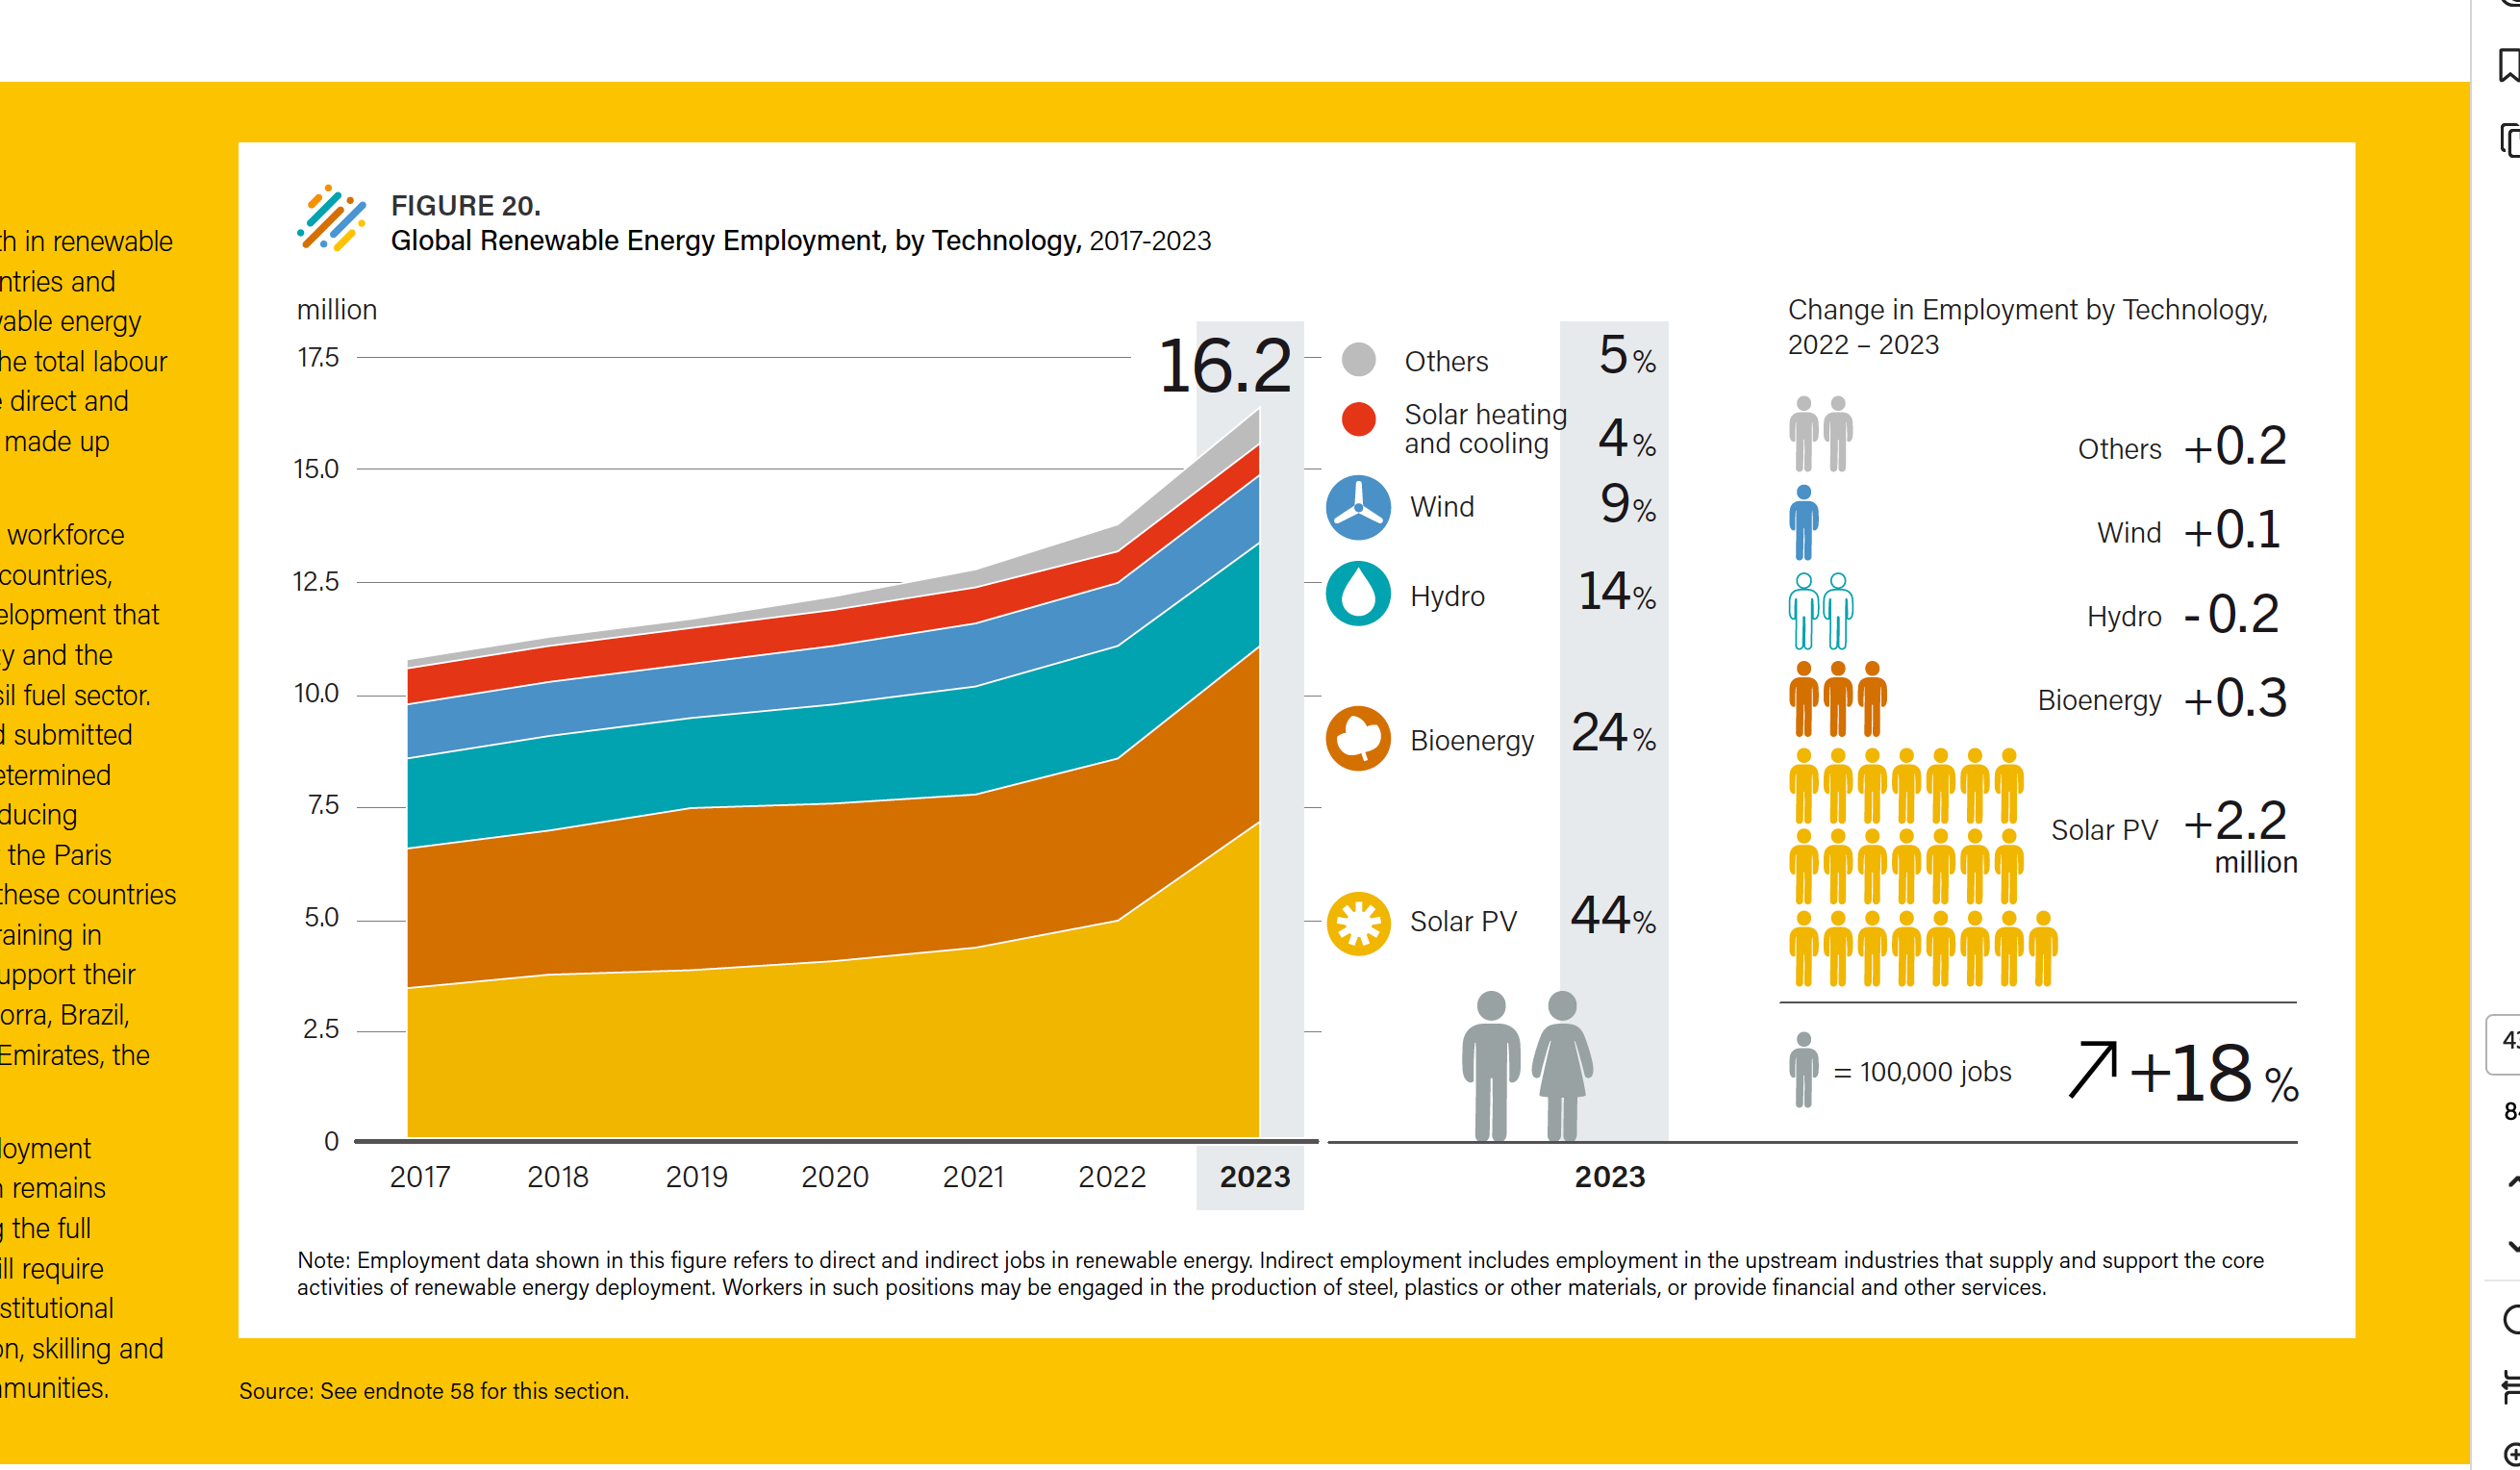 th in renewable
ntries and
vable energy
he total labour
e direct and
made up
workforce
countries,
elopment that
ty and the
sil fuel sector.
d submitted
etermined
ducing
the Paris
these countries
raining in
upport their
orra, Brazil,
Emirates, the
loyment
n remains
g the full
ill require
stitutional
on, skilling and
munities.
FIGURE 20.
Global Renewable Energy Employment, by Technology, 2017-2023
million
17.5
15.0
12.5
10.0
7.5
5.0
2.5
0
16.2
2017 2018 2019 2020 2021 2022 2023
Others 5%
Solar heating
and cooling 4%
Wind 9%
Hydro 14%
Bioenergy 24%
Solar PV 44%
2023
Change in Employment by Technology,
2022 – 2023
Others +0.2
Wind +0.1
Hydro -0.2
Bioenergy +0.3
Solar PV +2.2
million
= 100,000 jobs +18 %
Note: Employment data shown in this figure refers to direct and indirect jobs in renewable energy. Indirect employment includes employment in the upstream industries that supply and support the core
activities of renewable energy deployment. Workers in such positions may be engaged in the production of steel, plastics or other materials, or provide financial and other services.
Source: See endnote 58 for this section.